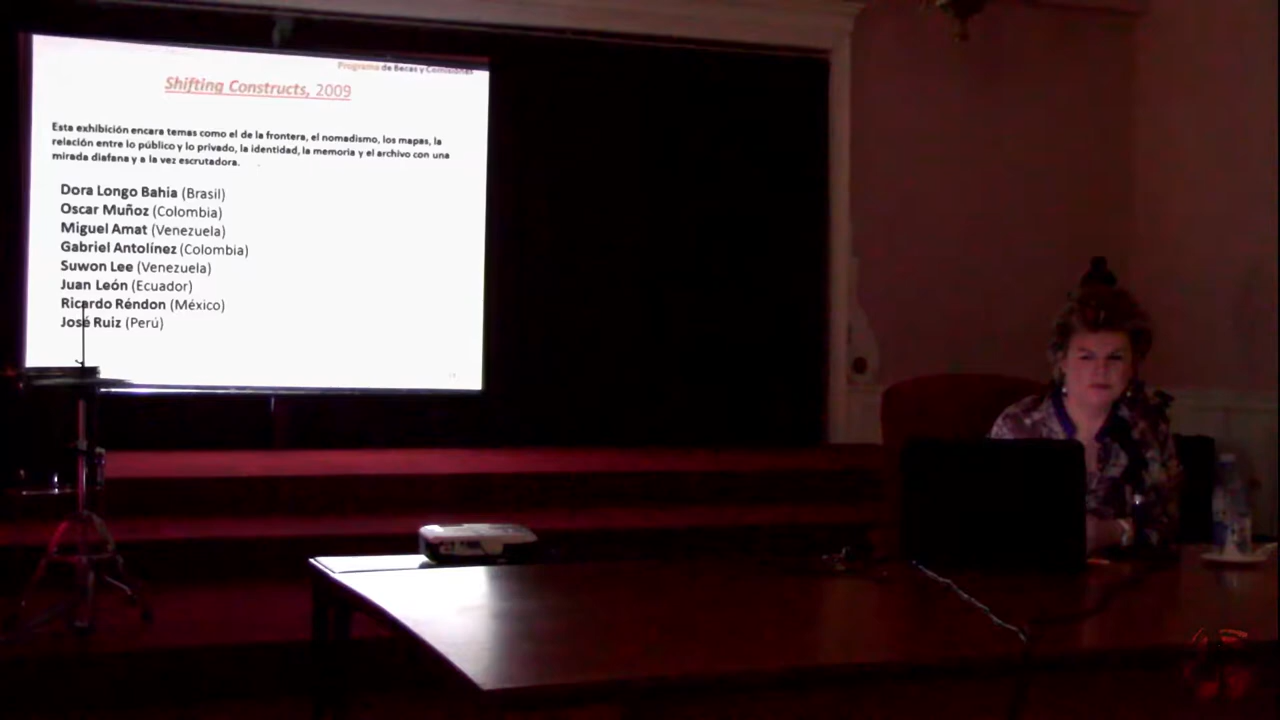 Programa de Becas y Comisiones
Shifting Constructs, 2009
Esta exhibición encara temas como el de la frontera, el nomadismo, los mapas, la
relación entre lo público y lo privado, la identidad, la memoria y el archivo con una
mirada diafana y a la vez escrutadora.
Dora Longo Bahia (Brasil)
Oscar Muñoz (Colombia)
Miguel Amat (Venezuela)
Gabriel Antolínez (Colombia)
Suwon Lee (Venezuela)
Juan León (Ecuador)
Ricardo Réndon (México)
José Ruiz (Perú)